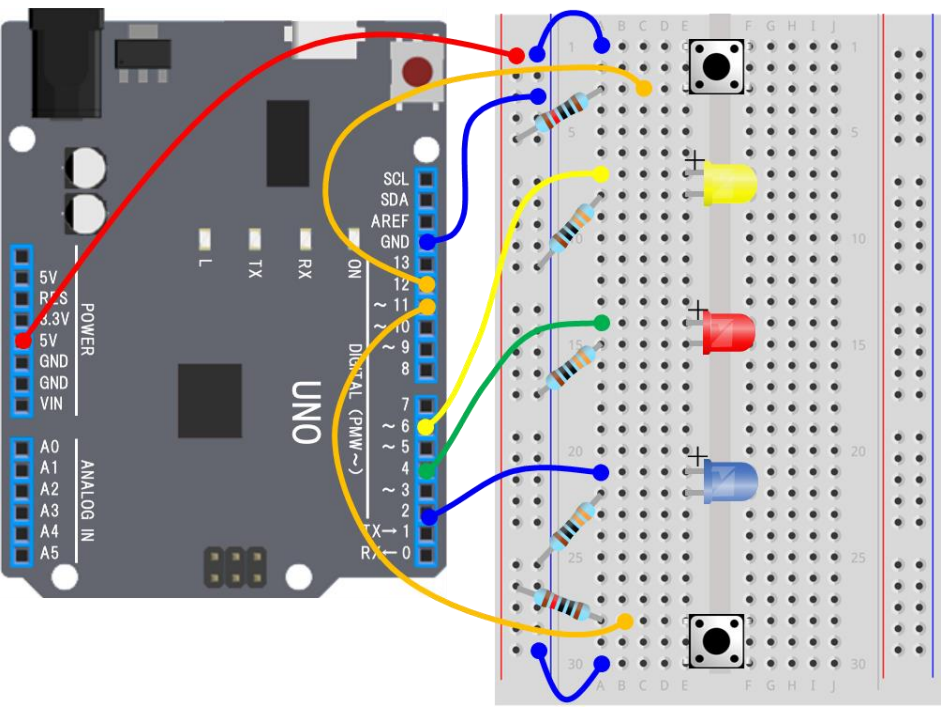 SCL
SDA
AREF
GND
13
12
~ 11
~ 10
~ 9
8
7
~ 6
~ 5
4
~ 3
2
TX→ 1
RX← 0
DIGITAL (PMW ~)
L
TX
RX
ON
UNO
5V
RES
3.3V
5V
GND
GND
VIN
POWER
A0
A1
A2
A3
A4
A5
ANALOG IN
A B C D E F G H I J
1 1
5 5
10 10
15 15
20 20
25 25
30 30
A B C D E F G H I J
+
+
+